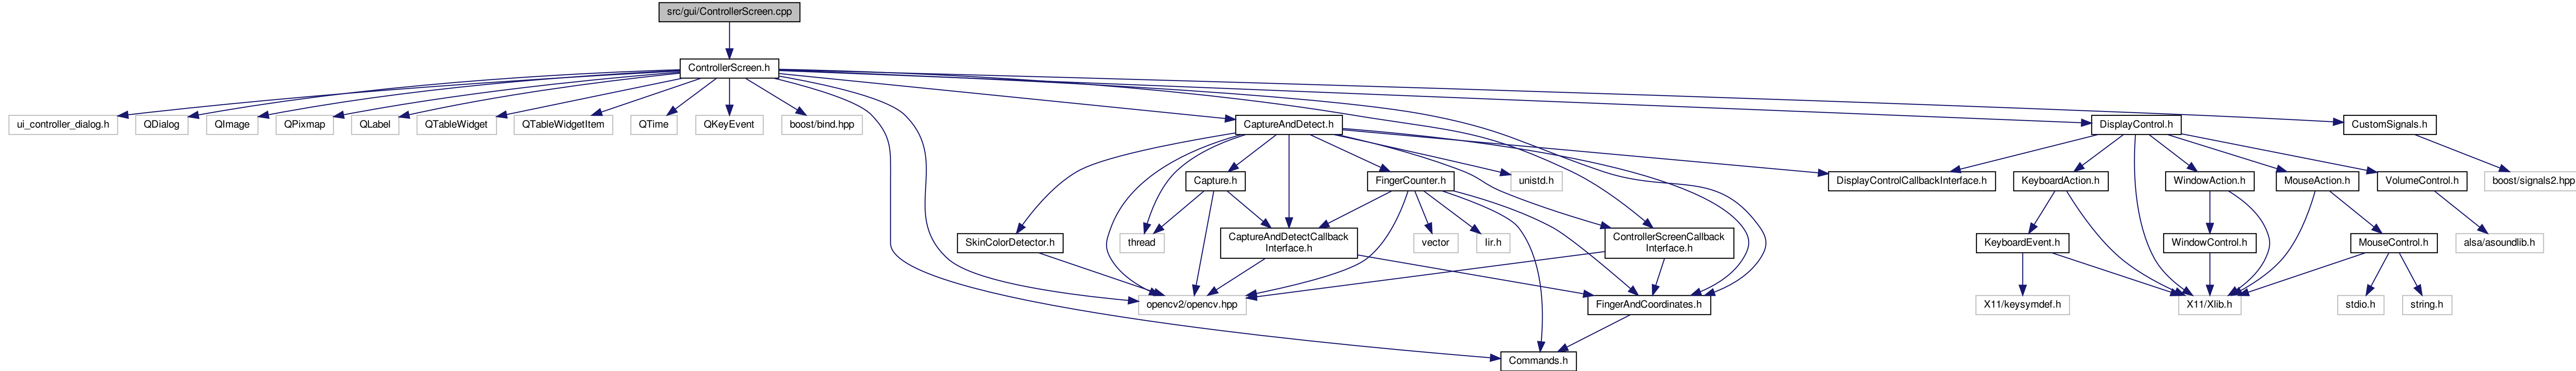 src/gui/ControllerScreen.cpp
ControllerScreen.h
ui_controller_dialog.h
QDialog
QImage
QPixmap
QLabel
QTableWidget
QTableWidgetItem
QTime
QKeyEvent
boost/bind.hpp
CaptureAndDetect.h
DisplayControl.h
CustomSignals.h
Capture.h
FingerCounter.h
unistd.h
DisplayControlCallbackInterface.h
KeyboardAction.h
WindowAction.h
MouseAction.h
VolumeControl.h
boost/signals2.hpp
SkinColorDetector.h
thread
CaptureAndDetectCallback
Interface.h
vector
lir.h
ControllerScreenCallback
Interface.h
KeyboardEvent.h
WindowControl.h
MouseControl.h
alsa/asoundlib.h
opencv2/opencv.hpp
FingerAndCoordinates.h
X11/keysymdef.h
X11/Xlib.h
stdio.h
string.h
Commands.h